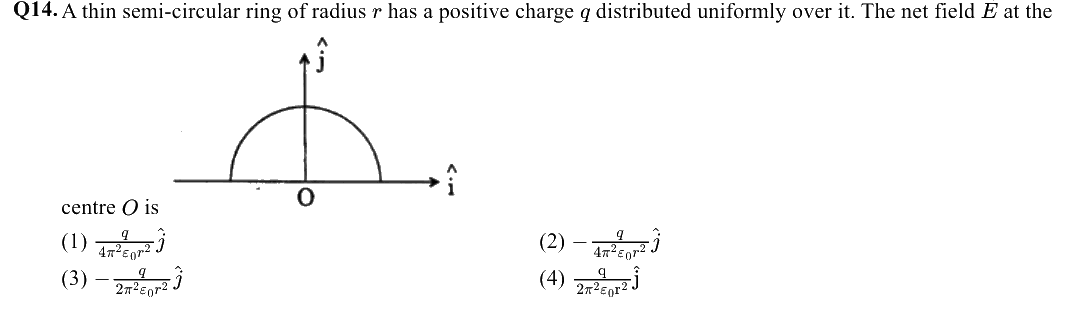 Q14. A thin semi-circular ring of radius r has a positive charge q distributed uniformly over it. The net field E at the
ĵ
î
O
centre O is
(1) q/(4π²ε₀r²) ĵ
(2) − q/(4π²ε₀r²) ĵ
(3) − q/(2π²ε₀r²) ĵ
(4) q/(2π²ε₀r²) ĵ